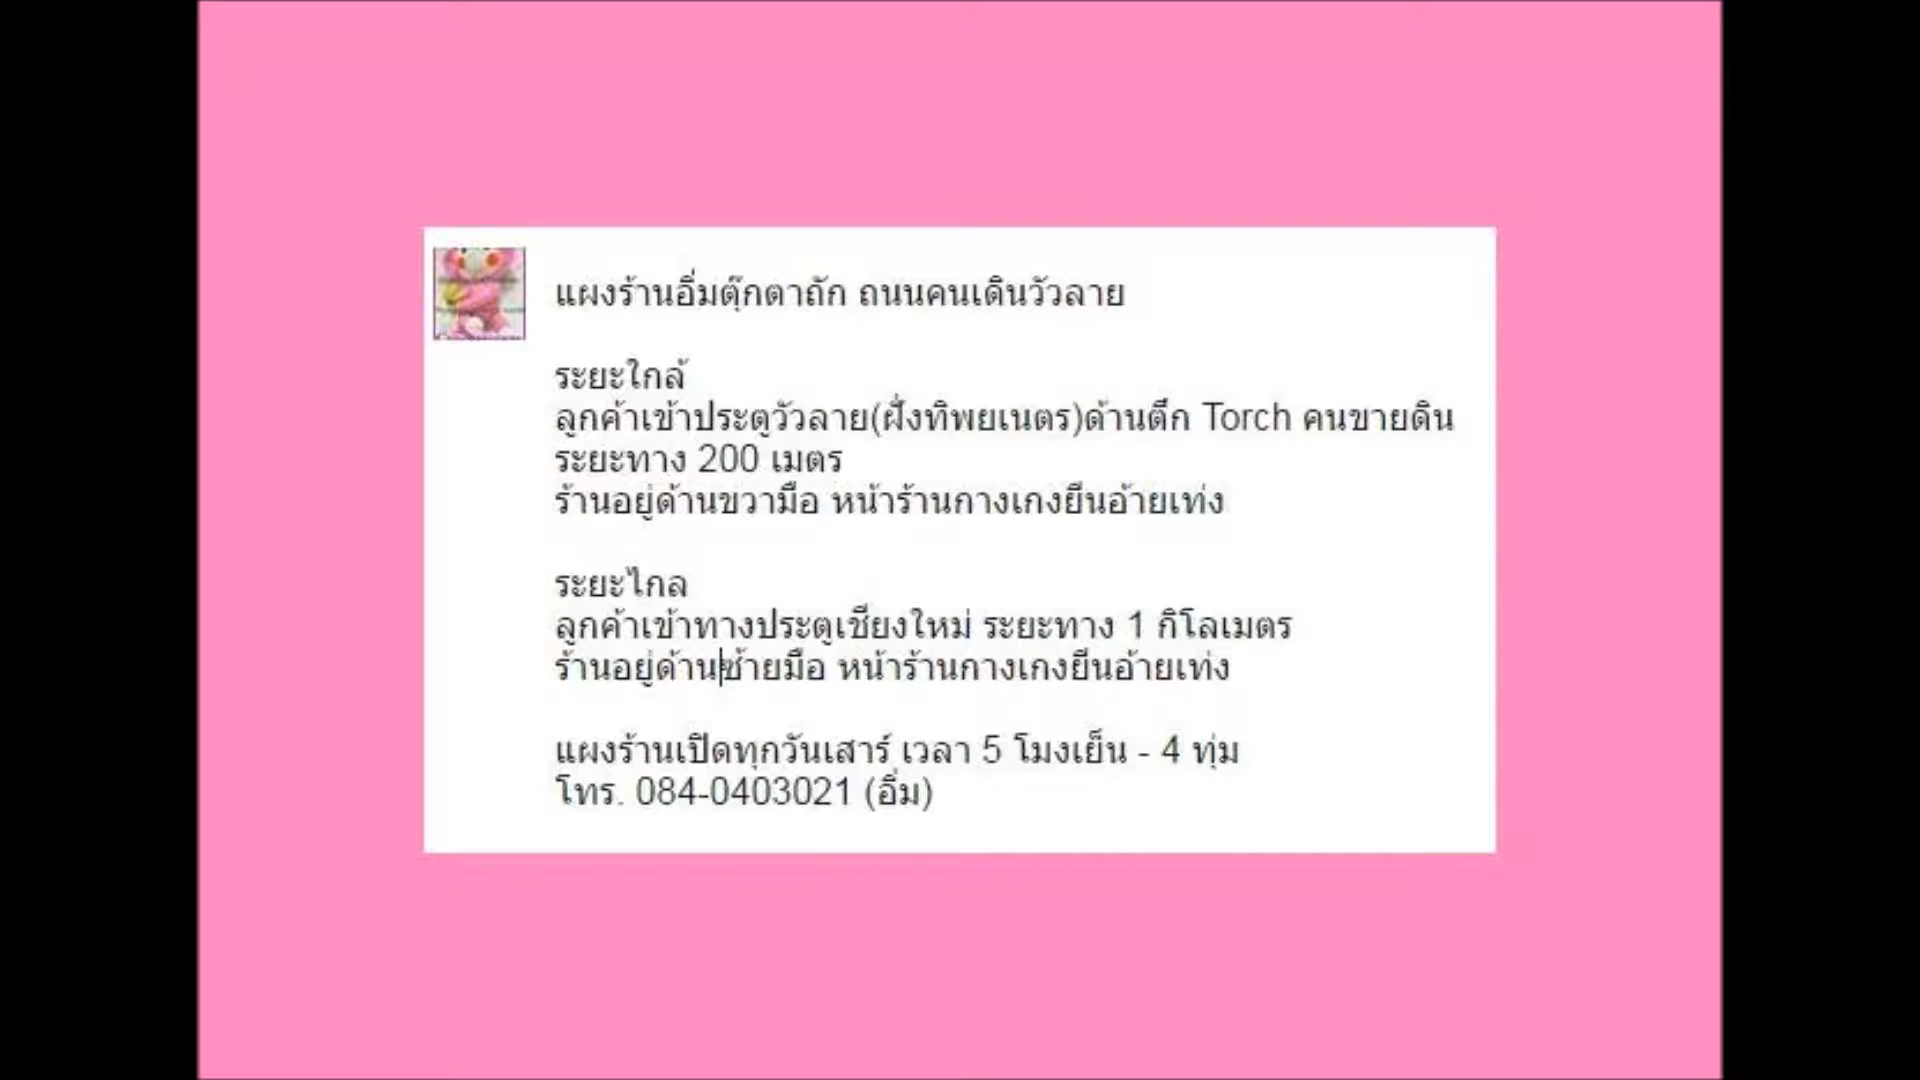 แผงร้านอิ่มตุ๊กตาถัก ถนนคนเดินวัวลาย
ระยะใกล้
ลูกค้าเข้าประตูวัวลาย(ฝั่งทิพยเนตร)ด้านตึก Torch คนขายดิน
ระยะทาง 200 เมตร
ร้านอยู่ด้านขวามือ หน้าร้านกางเกงยีนอ้ายเท่ง
ระยะไกล
ลูกค้าเข้าทางประตูเชียงใหม่ ระยะทาง 1 กิโลเมตร
ร้านอยู่ด้านซ้ายมือ หน้าร้านกางเกงยีนอ้ายเท่ง
แผงร้านเปิดทุกวันเสาร์ เวลา 5 โมงเย็น - 4 ทุ่ม
โทร. 084-0403021 (อิ่ม)